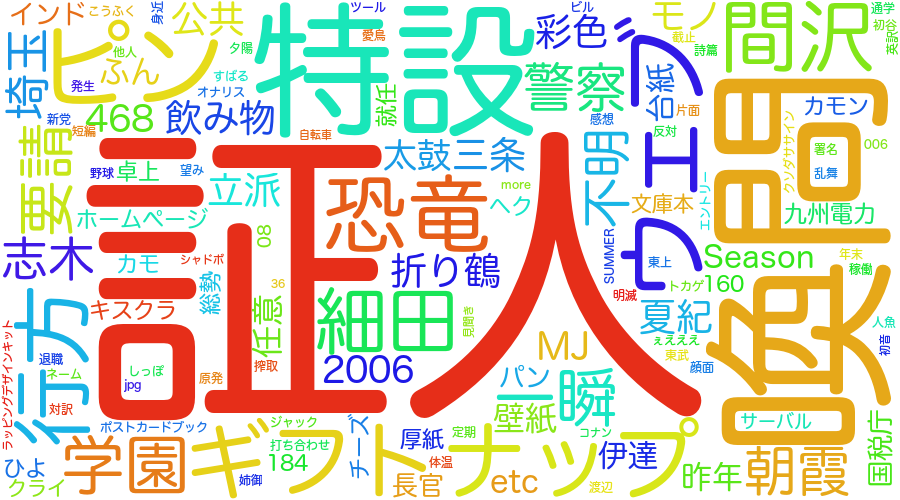 インド
こうふく
身近
公共
ツール
ビル
モノ
通学
初谷
英訳
愛鳥
彩色
截止
詩篇
間沢
埼玉
ピン
他人
ぷん
夕陽
すばる
オナリス
発生
特設
警察
就任
ジウェブ
台紙
片面
カモン
クソダササイン
新党
短編
468
飲み物
自転車
感想
反対
署名
006
乱舞
瞼
問
要請
野球
卓上
望み
立派
証人
恐竜
太鼓
三条
more
ヘク
不明
文庫本
エントリー
九州電力
ホームページ
志木
カモ
シャドボ
総勢
80
36
折り鶴
SUMMER
東上
Season
年末
稼働
トカゲ
160
明滅
キスクラ
任意
細田
見聞き
夏紀
人魚
初音
ぇえええ
東武
顔面
行方
ラッピングデザインキット
退職
ネーム
対訳
しっぽ
jpg
原発
搾取
2006
MJ
パン
一瞬
壁紙
サーバル
国税庁
ポストカードブック
ジャック
打ち合わせ
チーズ
厚紙
定期
コナン
ひよ
学園
ギフト
184
体温
ナップ
伊達
昨年
朝霞
クライ
姉御
長官
etc
渡辺